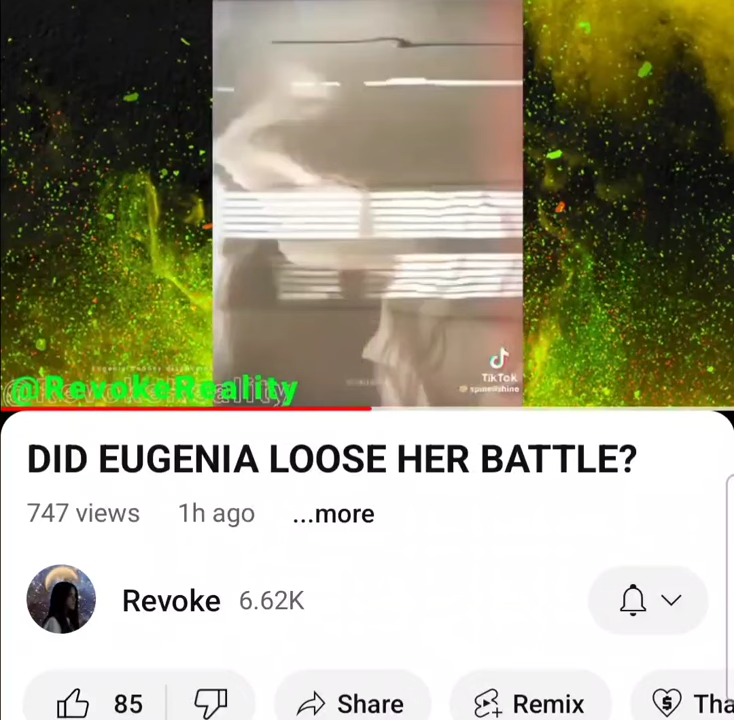 TikTok
@RevokeReality
DID EUGENIA LOOSE HER BATTLE?
747 views 1h ago ...more
Revoke 6.62K
85 Share Remix Tha